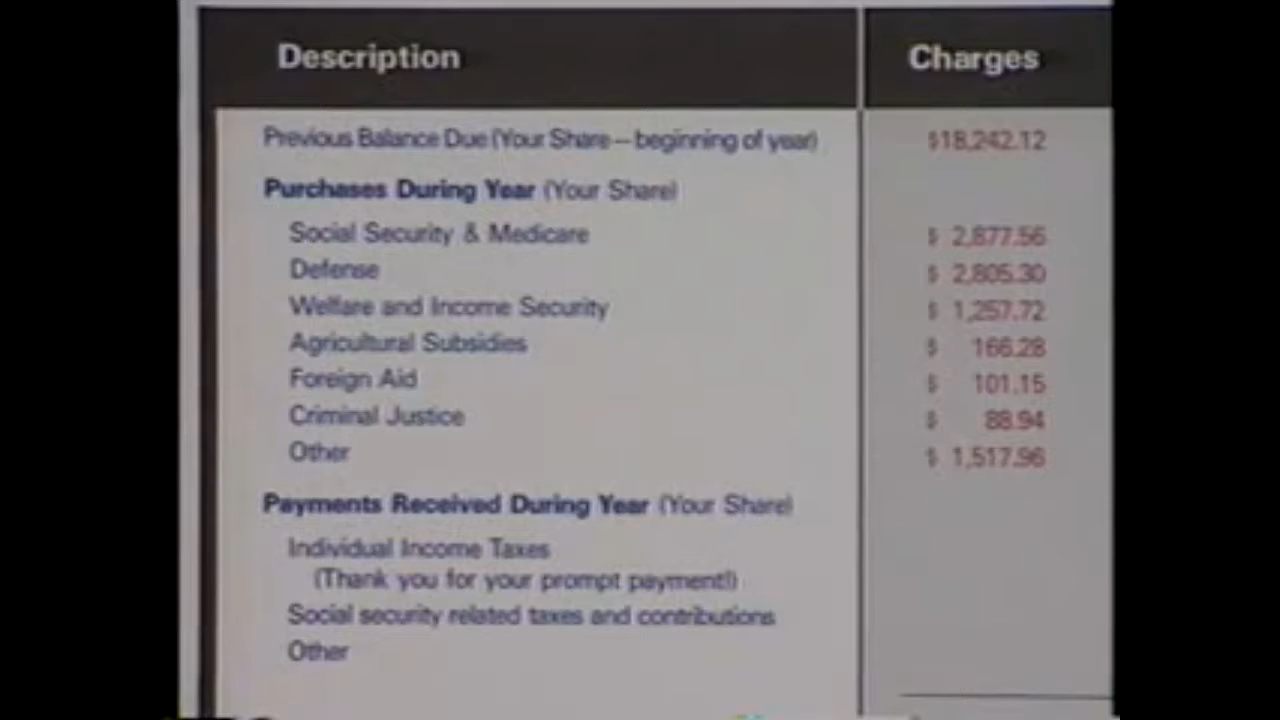 Description Charges
Previous Balance Due (Your Share – beginning of year) $18,242.12
Purchases During Year (Your Share)
Social Security & Medicare $ 2,877.56
Defense $ 2,805.30
Welfare and Income Security $ 1,257.72
Agricultural Subsidies $ 166.28
Foreign Aid $ 101.15
Criminal Justice $ 88.94
Other $ 1,517.96
Payments Received During Year (Your Share)
Individual Income Taxes
(Thank you for your prompt payment!)
Social security related taxes and contributions
Other